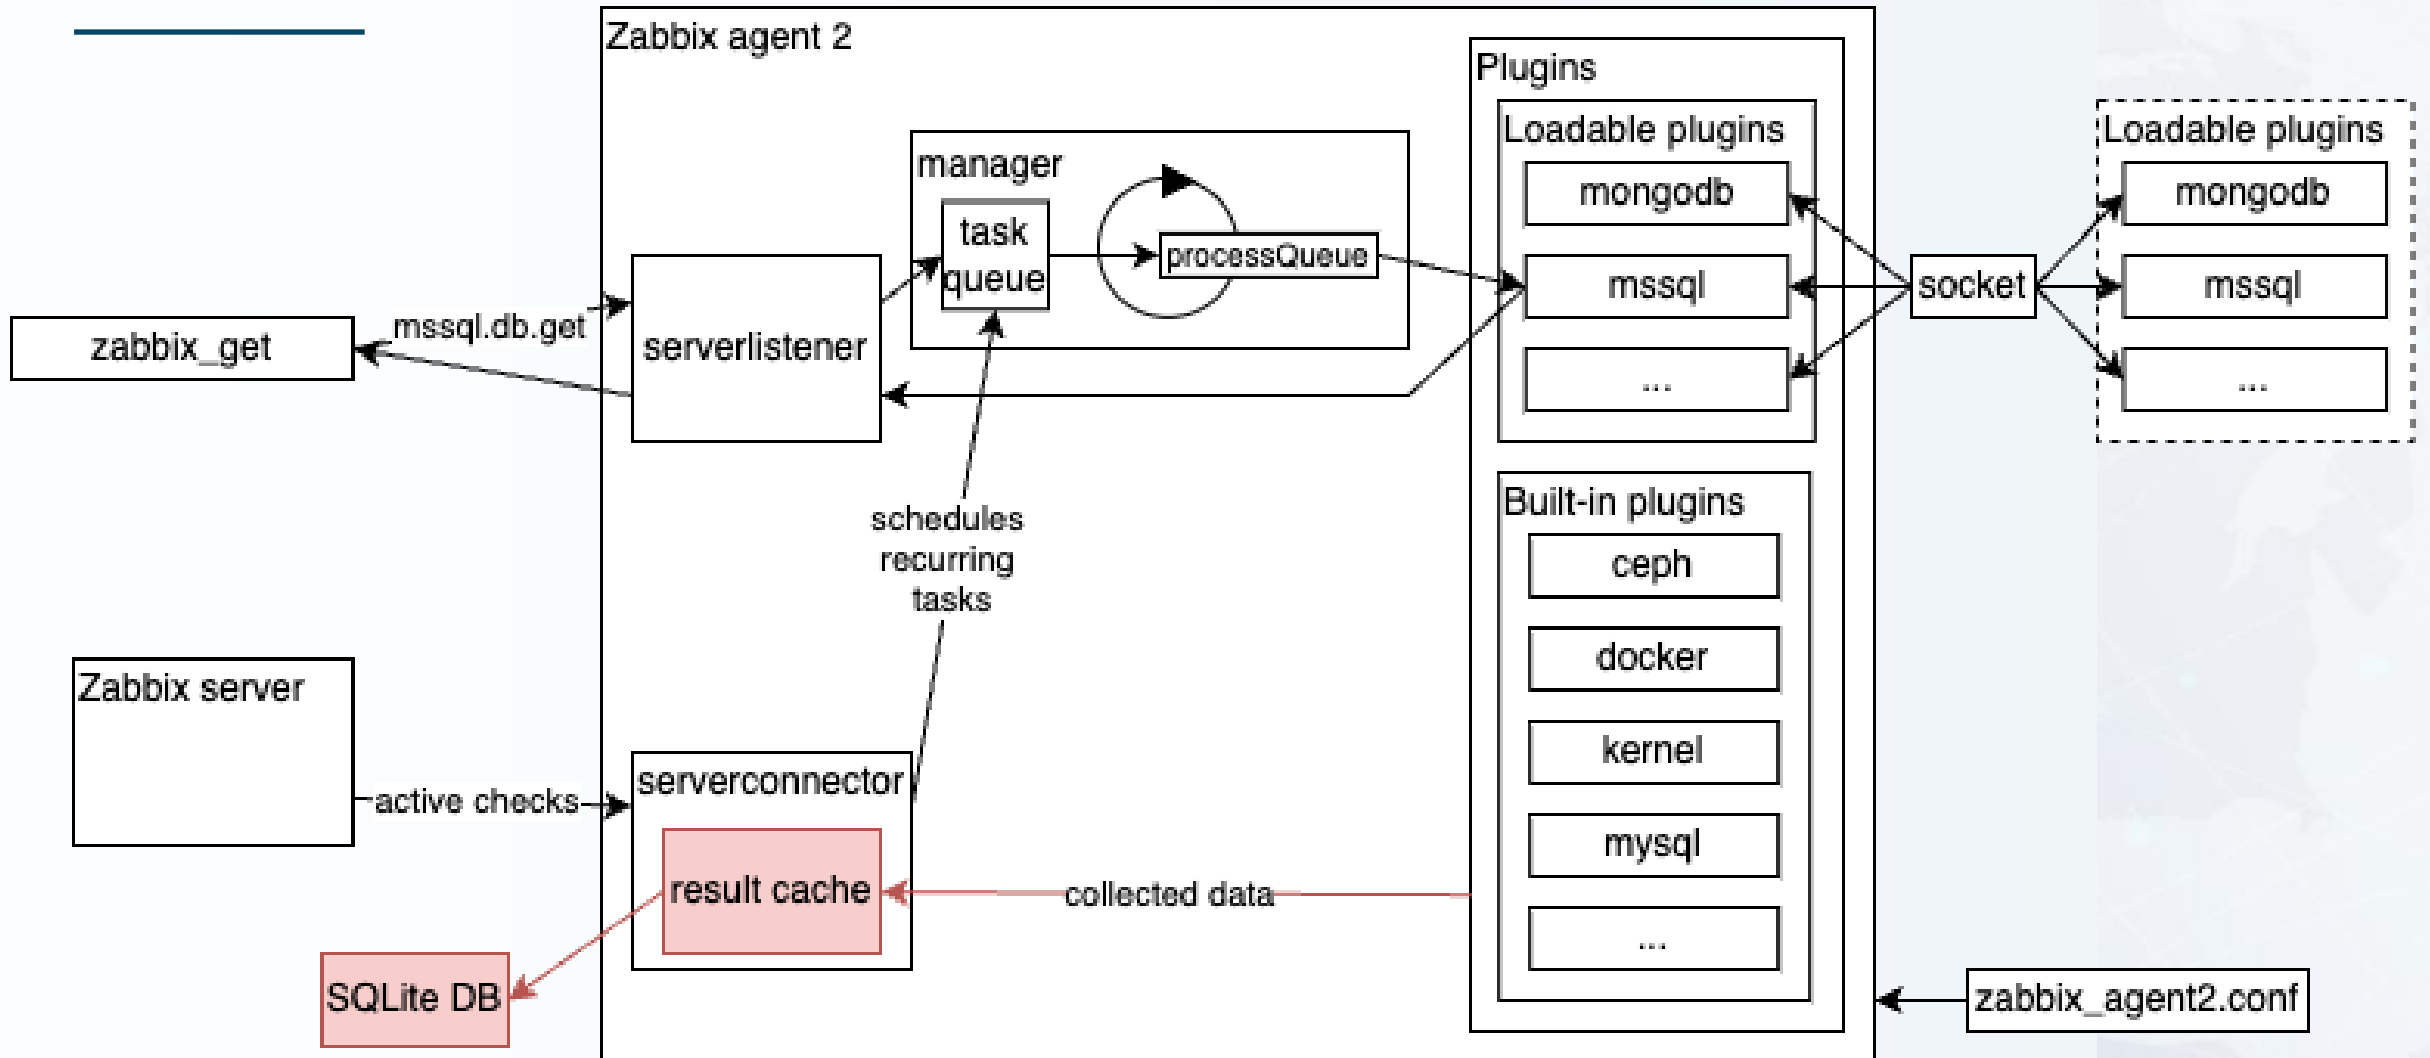 Zabbix agent 2
Plugins
Loadable plugins
mongodb
mssql
...
Built-in plugins
ceph
docker
kernel
mysql
...
manager
task
queue
processQueue
serverlistener
mssql.db.get
zabbix_get
schedules
recurring
tasks
Zabbix server
active checks
serverconnector
result cache
collected data
SQLite DB
socket
Loadable plugins
mongodb
mssql
...
zabbix_agent2.conf